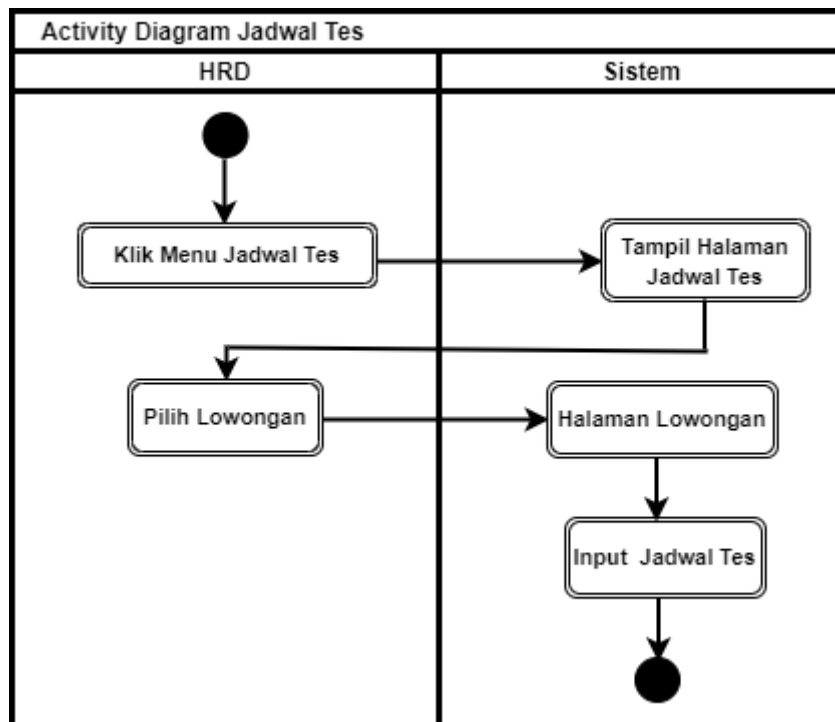 Activity Diagram Jadwal Tes
HRD
Sistem
Klik Menu Jadwal Tes
Tampil Halaman
Jadwal Tes
Pilih Lowongan
Halaman Lowongan
Input Jadwal Tes